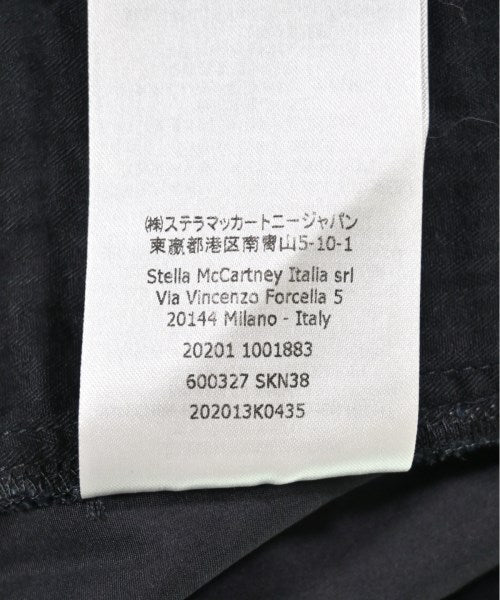 ㈱ステラマッカートニージャパン
東京都港区南青山5-10-1
Stella McCartney Italia srl
Via Vincenzo Forcella 5
20144 Milano - Italy
20201 1001883
600327 SKN38
202013K0435